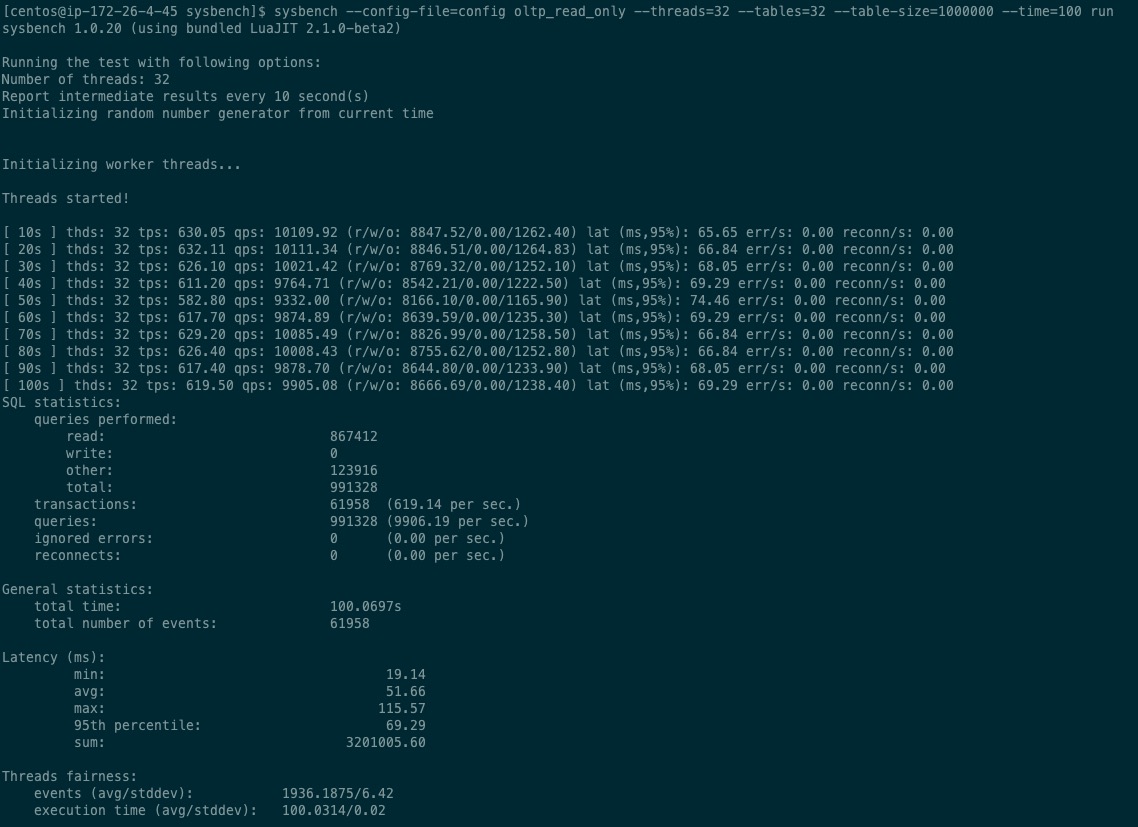 [centos@ip-172-26-4-45 sysbench]$ sysbench --config-file=config oltp_read_only --threads=32 --tables=32 --table-size=1000000 --time=100 run
sysbench 1.0.20 (using bundled LuaJIT 2.1.0-beta2)
Running the test with following options:
Number of threads: 32
Report intermediate results every 10 second(s)
Initializing random number generator from current time
Initializing worker threads...
Threads started!
[ 10s ] thds: 32 tps: 630.05 qps: 10109.92 (r/w/o: 8847.52/0.00/1262.40) lat (ms,95%): 65.65 err/s: 0.00 reconn/s: 0.00
[ 20s ] thds: 32 tps: 632.11 qps: 10111.34 (r/w/o: 8846.51/0.00/1264.83) lat (ms,95%): 66.84 err/s: 0.00 reconn/s: 0.00
[ 30s ] thds: 32 tps: 626.10 qps: 10021.42 (r/w/o: 8769.32/0.00/1252.10) lat (ms,95%): 68.05 err/s: 0.00 reconn/s: 0.00
[ 40s ] thds: 32 tps: 611.20 qps: 9764.71 (r/w/o: 8542.21/0.00/1222.50) lat (ms,95%): 69.29 err/s: 0.00 reconn/s: 0.00
[ 50s ] thds: 32 tps: 582.80 qps: 9332.00 (r/w/o: 8166.10/0.00/1165.90) lat (ms,95%): 74.46 err/s: 0.00 reconn/s: 0.00
[ 60s ] thds: 32 tps: 617.70 qps: 9874.89 (r/w/o: 8639.59/0.00/1235.30) lat (ms,95%): 69.29 err/s: 0.00 reconn/s: 0.00
[ 70s ] thds: 32 tps: 629.20 qps: 10085.49 (r/w/o: 8826.99/0.00/1258.50) lat (ms,95%): 66.84 err/s: 0.00 reconn/s: 0.00
[ 80s ] thds: 32 tps: 626.40 qps: 10008.43 (r/w/o: 8755.62/0.00/1252.80) lat (ms,95%): 66.84 err/s: 0.00 reconn/s: 0.00
[ 90s ] thds: 32 tps: 617.40 qps: 9878.70 (r/w/o: 8644.80/0.00/1233.90) lat (ms,95%): 68.05 err/s: 0.00 reconn/s: 0.00
[ 100s ] thds: 32 tps: 619.50 qps: 9905.08 (r/w/o: 8666.69/0.00/1238.40) lat (ms,95%): 69.29 err/s: 0.00 reconn/s: 0.00
SQL statistics:
queries performed:
read: 867412
write: 0
other: 123916
total: 991328
transactions: 61958 (619.14 per sec.)
queries: 991328 (9906.19 per sec.)
ignored errors: 0 (0.00 per sec.)
reconnects: 0 (0.00 per sec.)
General statistics:
total time: 100.0697s
total number of events: 61958
Latency (ms):
min: 19.14
avg: 51.66
max: 115.57
95th percentile: 69.29
sum: 3201005.60
Threads fairness:
events (avg/stddev): 1936.1875/6.42
execution time (avg/stddev): 100.0314/0.02